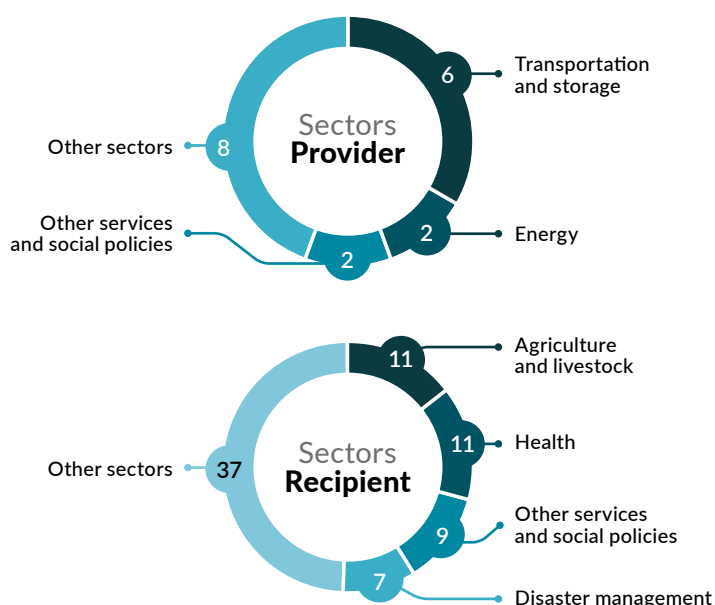 Transportation
and storage
6
Sectors
Provider
Other sectors
8
Other services
and social policies
2
2
Energy
Agriculture
and livestock
11
Health
11
Sectors
Recipient
Other sectors
37
Other services
and social policies
9
7
Disaster management